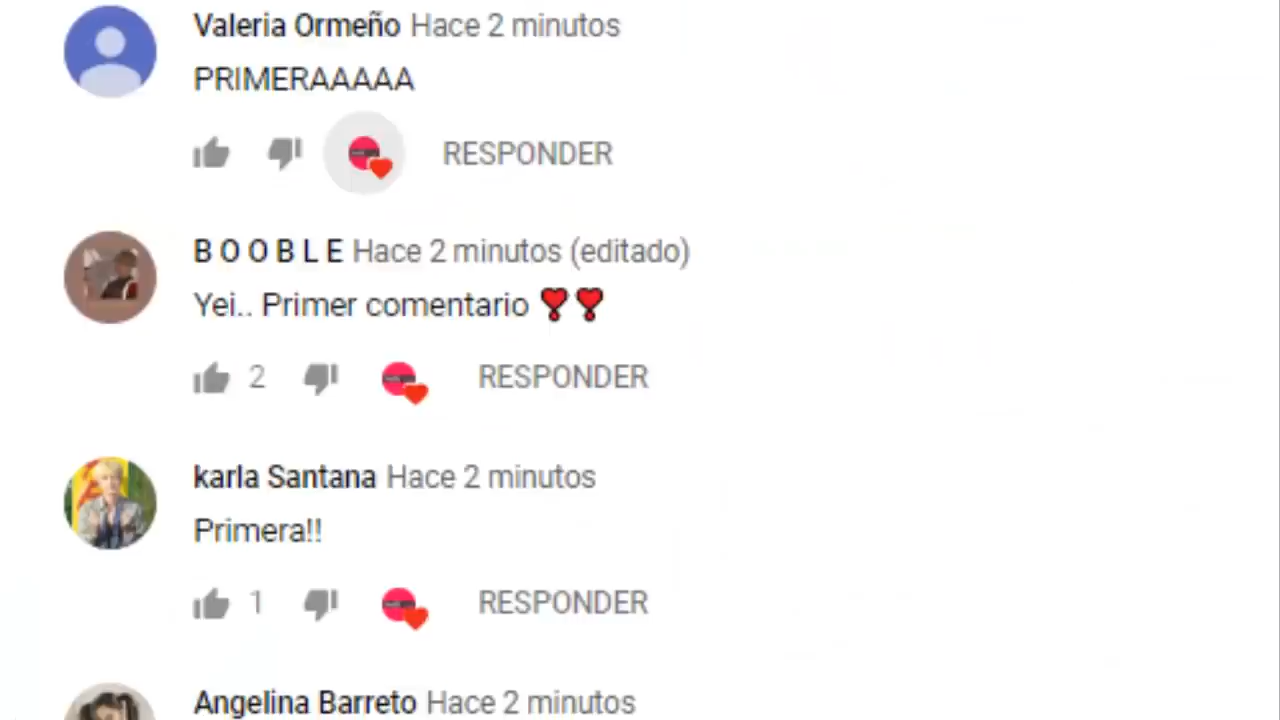 Valeria Ormeño Hace 2 minutos
PRIMERAAAAA
RESPONDER
B O O B L E Hace 2 minutos (editado)
Yei.. Primer comentario ❣❣
2 RESPONDER
karla Santana Hace 2 minutos
Primera!!
1 RESPONDER
Angelina Barreto Hace 2 minutos